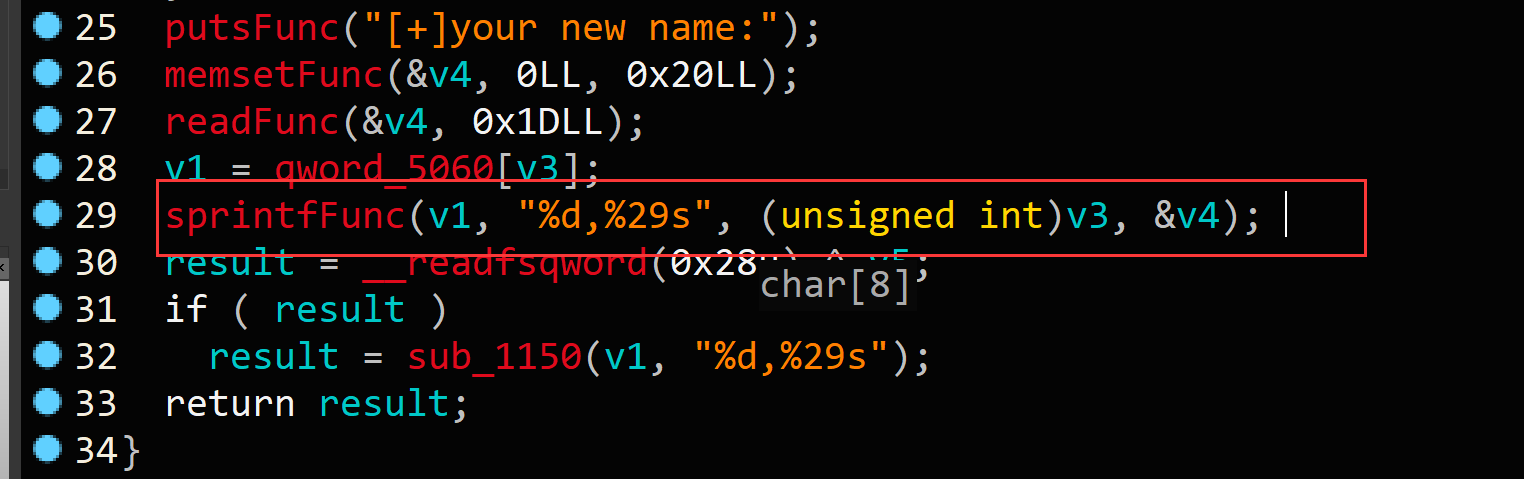 25 putsFunc("[+]your new name:");
26 memsetFunc(&v4, 0LL, 0x20LL);
27 readFunc(&v4, 0x1DLL);
28 v1 = qword_5060[v3];
29 sprintfFunc(v1, "%d,%29s", (unsigned int)v3, &v4);
30 result = __readfsqword(0x28u) ^ v5;
char[8]
31 if ( result )
32 result = sub_1150(v1, "%d,%29s");
33 return result;
34 }